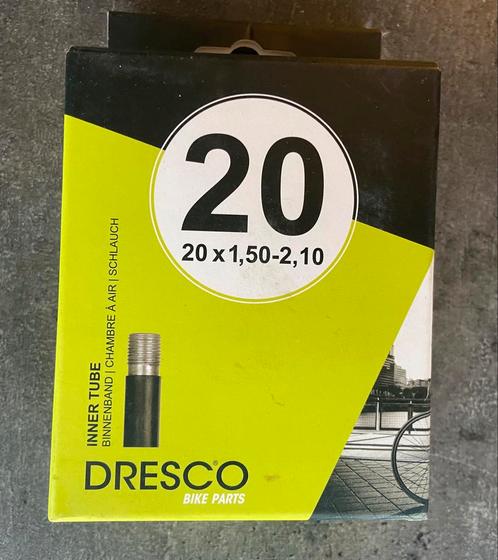 20
20 x 1,50-2,10
INNER TUBE
BINNENBAND | CHAMBRE À AIR | SCHLAUCH
DRESCO®
BIKE PARTS